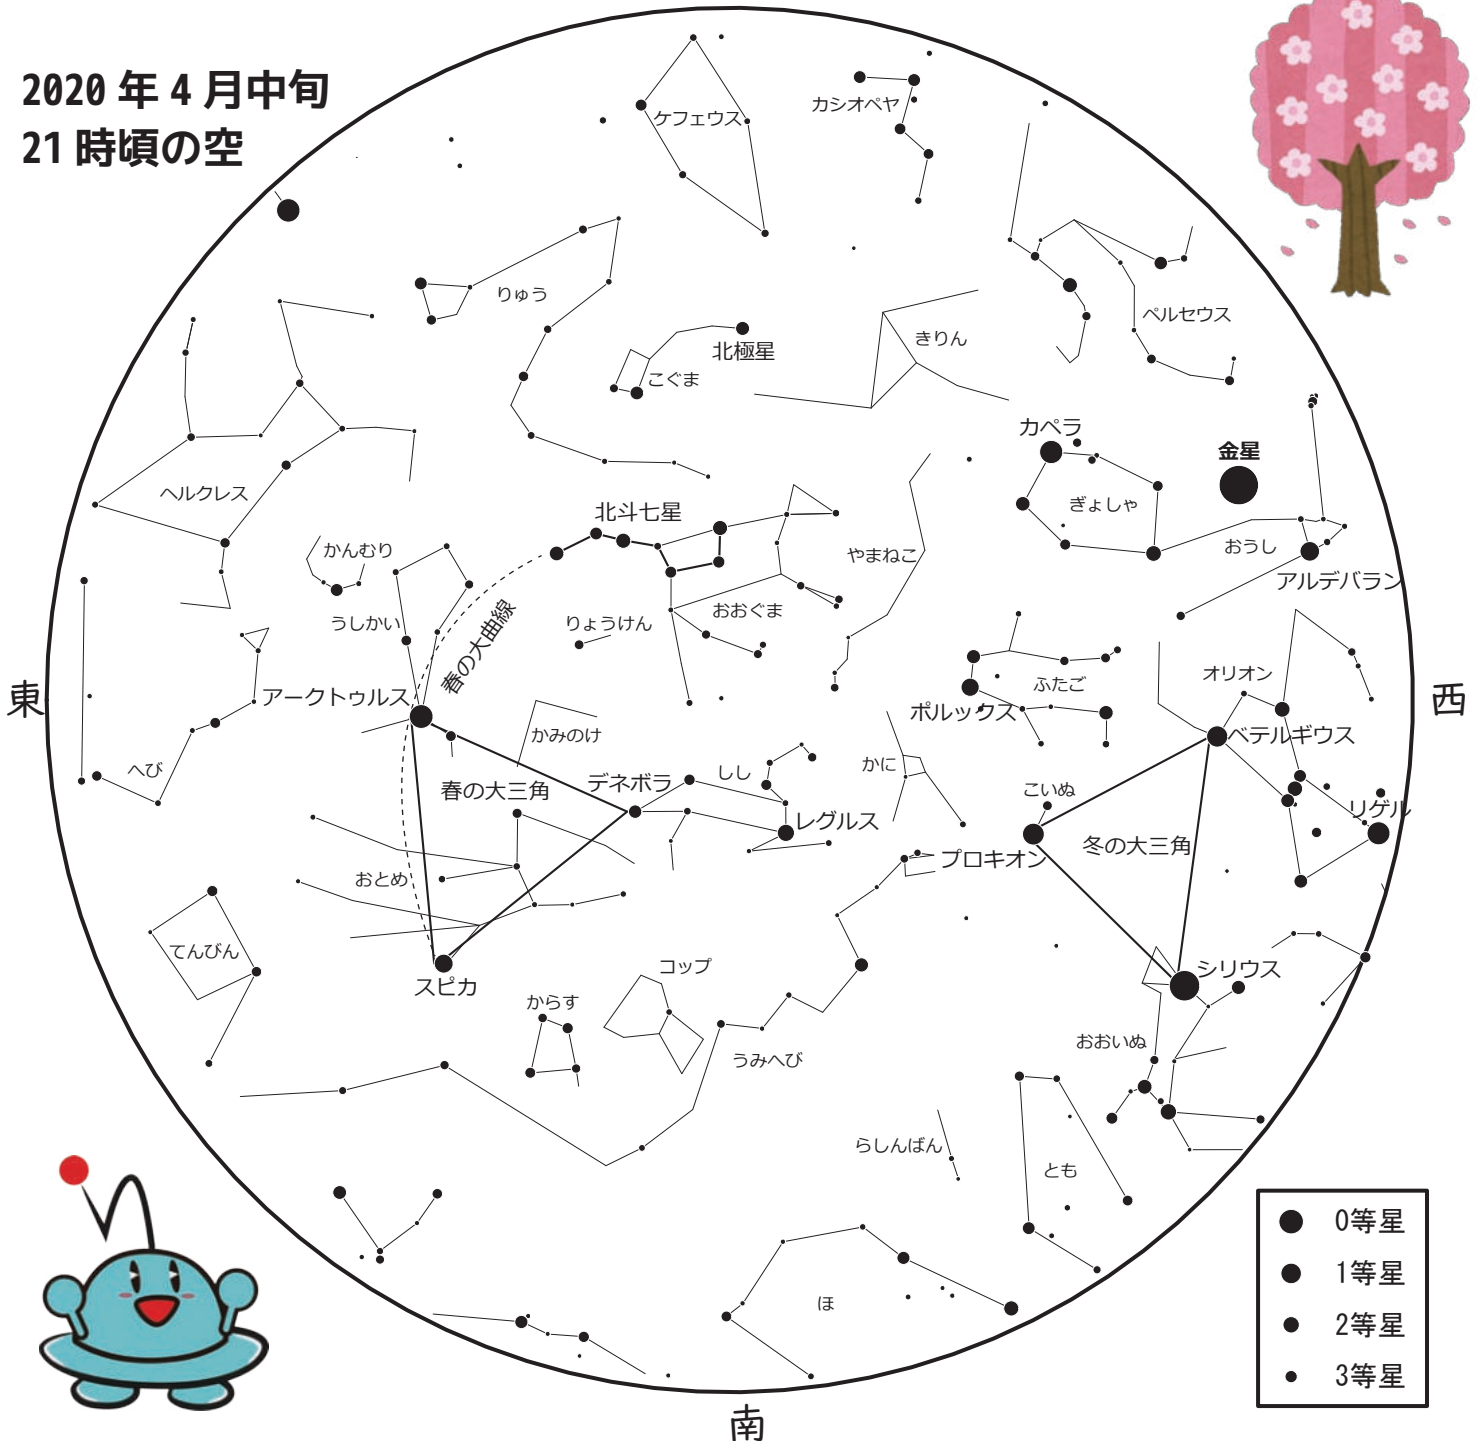 2020年4月中旬
21時頃の空
ケフェウス
カシオペヤ
りゅう
北極星
こぐま
きりん
ペルセウス
カペラ
金星
ヘルクレス
ぎょしゃ
北斗七星
かんむり
やまねこ
おうし
アルデバラン
うしかい
春の大曲線
りょうけん
おおぐま
オリオン
東
アークトゥルス
ふたご
ポルックス
西
かみのけ
ベテルギウス
へび
しし
かに
デネボラ
春の大三角
こいぬ
レグルス
リゲル
プロキオン
冬の大三角
おとめ
てんびん
コップ
シリウス
スピカ
からす
おおいぬ
うみへび
らしんばん
とも
ほ
0等星
1等星
2等星
3等星
南